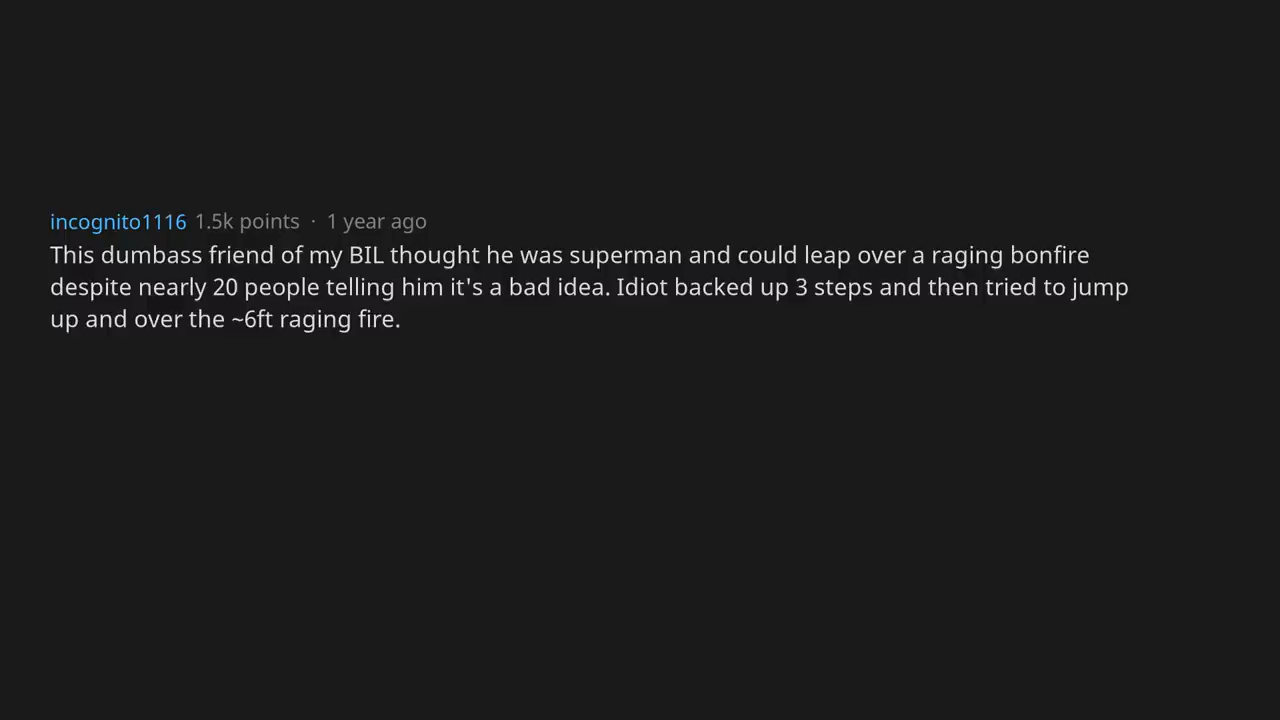 incognito1116 1.5k points · 1 year ago
This dumbass friend of my BIL thought he was superman and could leap over a raging bonfire
despite nearly 20 people telling him it's a bad idea. Idiot backed up 3 steps and then tried to jump
up and over the ~6ft raging fire.